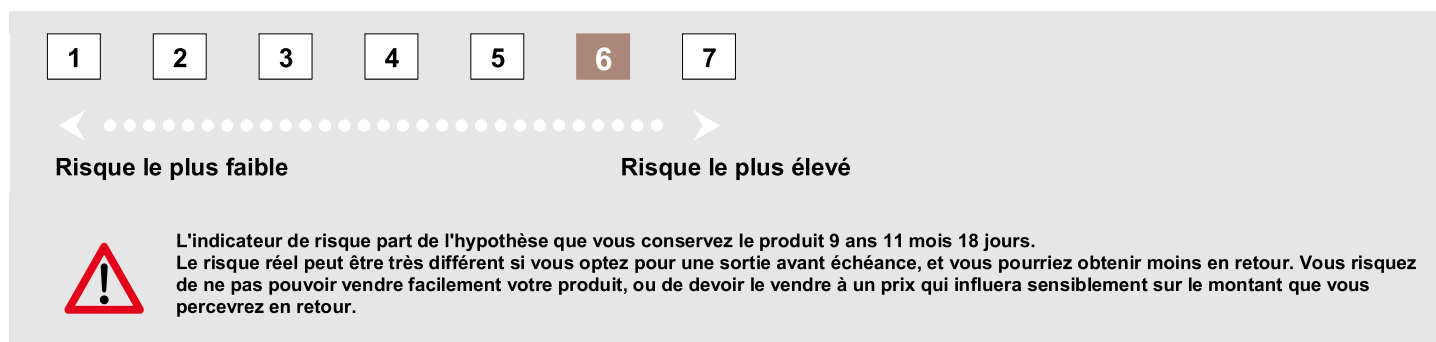 1 2 3 4 5 6 7
Risque le plus faible Risque le plus élevé
L'indicateur de risque part de l'hypothèse que vous conservez le produit 9 ans 11 mois 18 jours.
Le risque réel peut être très différent si vous optez pour une sortie avant échéance, et vous pourriez obtenir moins en retour. Vous risquez
de ne pas pouvoir vendre facilement votre produit, ou de devoir le vendre à un prix qui influera sensiblement sur le montant que vous
percevrez en retour.